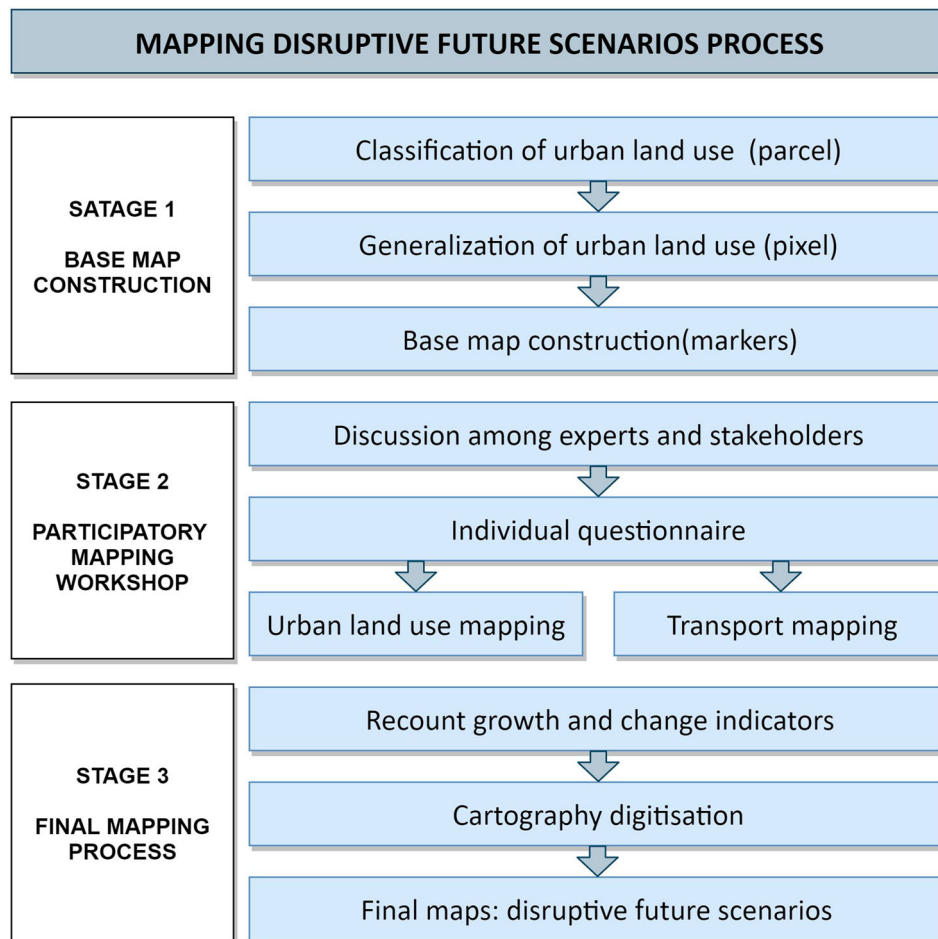 MAPPING DISRUPTIVE FUTURE SCENARIOS PROCESS
SATAGE 1
BASE MAP
CONSTRUCTION
Classification of urban land use (parcel)
Generalization of urban land use (pixel)
Base map construction(markers)
STAGE 2
PARTICIPATORY
MAPPING
WORKSHOP
Discussion among experts and stakeholders
Individual questionnaire
Urban land use mapping
Transport mapping
STAGE 3
FINAL MAPPING
PROCESS
Recount growth and change indicators
Cartography digitisation
Final maps: disruptive future scenarios